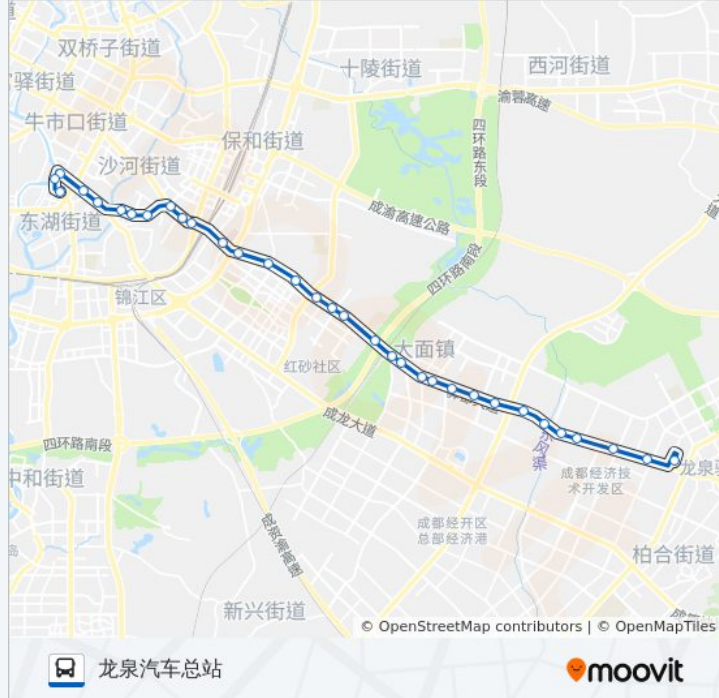 双桥子街道
十陵街道
西河街道
驿街道
渝蓉高速
牛市口街道
四环路东段
保和街道
沙河街道
成渝高速公路
东湖街道
四环路南段
锦江区
大面镇
红砂社区
成龙大道
四环路南段
东风渠
龙泉驿
中和街道
成都经济技
术开发区
成都经开区
总部经济港
成资渝高速
柏合街道
新兴街道
© OpenStreetMap contributors | © OpenMapTiles
龙泉汽车总站
moovit